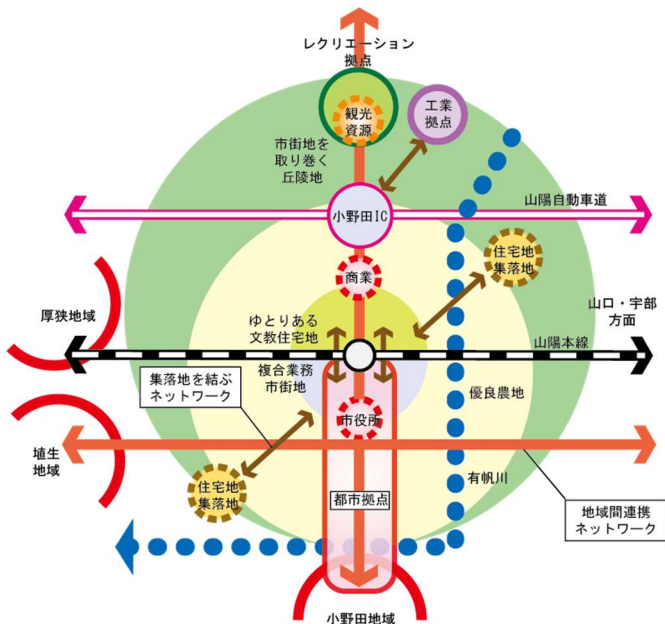 レクリエーション
拠点
観光
資源
工業
拠点
市街地を
取り巻く
丘陵地
山陽自動車道
小野田IC
住宅地
集落地
商業
厚狭地域
山口・宇部
方面
ゆとりある
文教住宅地
山陽本線
複合業務
市街地
集落地を結ぶ
ネットワーク
優良農地
市役所
埴生
地域
有帆川
住宅地
集落地
都市拠点
地域間連携
ネットワーク
小野田地域